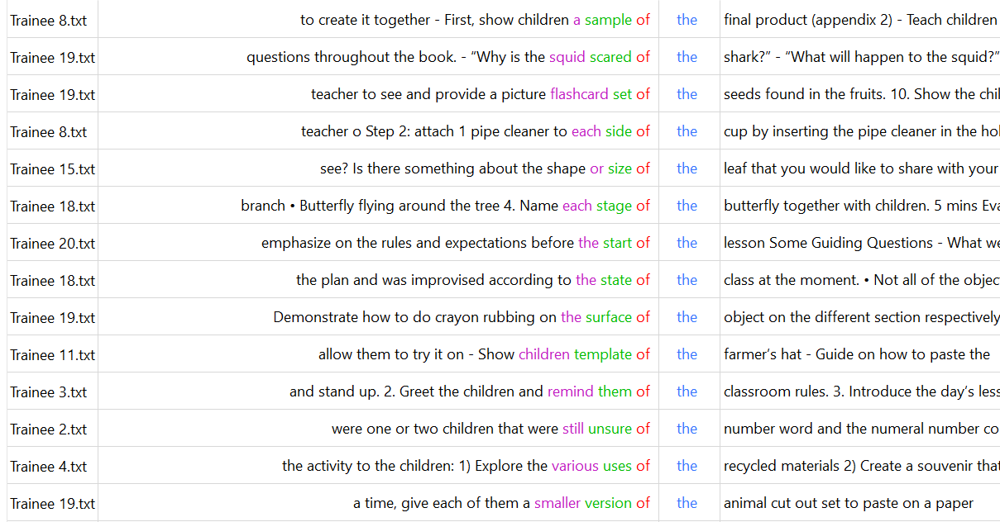 Trainee 8.txt to create it together - First, show children a sample of the final product (appendix 2) - Teach children
Trainee 19.txt questions throughout the book. - “Why is the squid scared of the shark?” - “What will happen to the squid?”
Trainee 19.txt teacher to see and provide a picture flashcard set of the seeds found in the fruits. 10. Show the chil
Trainee 8.txt teacher o Step 2: attach 1 pipe cleaner to each side of the cup by inserting the pipe cleaner in the hol
Trainee 15.txt see? Is there something about the shape or size of the leaf that you would like to share with your
Trainee 18.txt branch • Butterfly flying around the tree 4. Name each stage of the butterfly together with children. 5 mins Eva
Trainee 20.txt emphasize on the rules and expectations before the start of the lesson Some Guiding Questions - What we
Trainee 18.txt the plan and was improvised according to the state of the class at the moment. • Not all of the objec
Trainee 19.txt Demonstrate how to do crayon rubbing on the surface of the object on the different section respectively
Trainee 11.txt allow them to try it on - Show children template of the farmer’s hat - Guide on how to paste the
Trainee 3.txt and stand up. 2. Greet the children and remind them of the classroom rules. 3. Introduce the day’s less
Trainee 2.txt were one or two children that were still unsure of the number word and the numeral number co
Trainee 4.txt the activity to the children: 1) Explore the various uses of the recycled materials 2) Create a souvenir that
Trainee 19.txt a time, give each of them a smaller version of the animal cut out set to paste on a paper